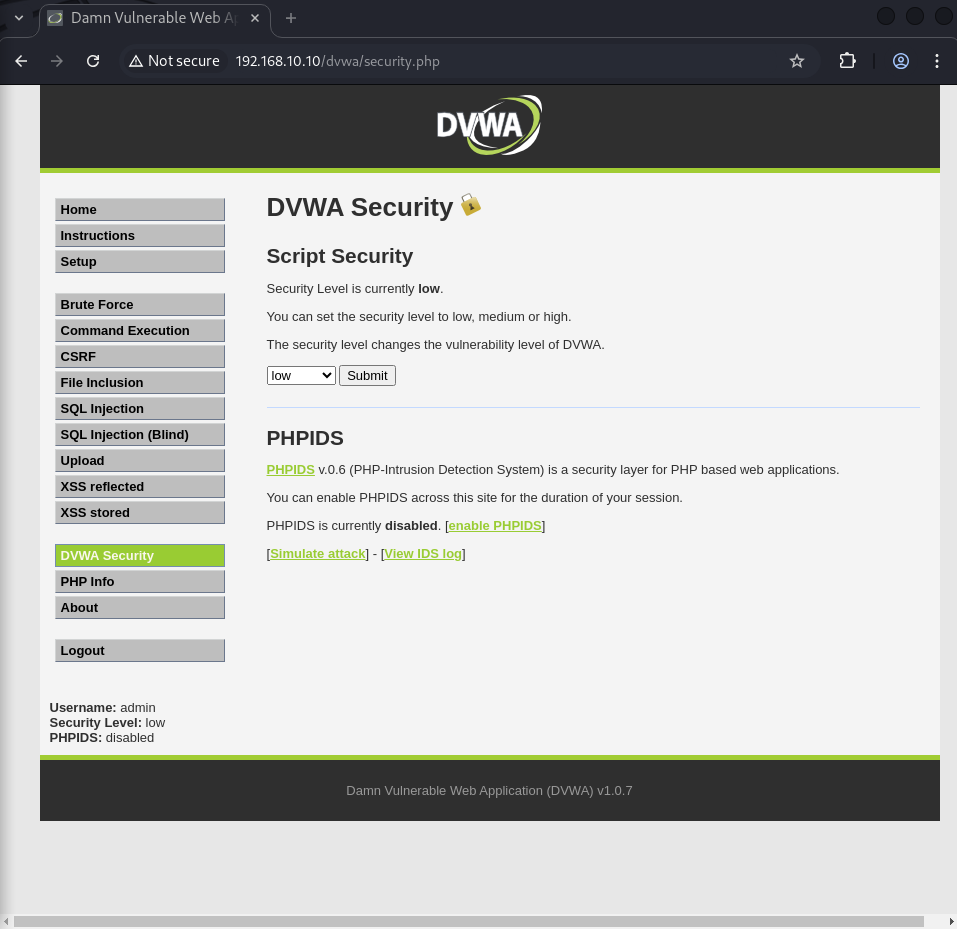 Damn Vulnerable Web Ap
Not secure 192.168.10.10/dvwa/security.php
DVWA
Home
Instructions
Setup
Brute Force
Command Execution
CSRF
File Inclusion
SQL Injection
SQL Injection (Blind)
Upload
XSS reflected
XSS stored
DVWA Security
PHP Info
About
Logout
Username: admin
Security Level: low
PHPIDS: disabled
DVWA Security
Script Security
Security Level is currently low.
You can set the security level to low, medium or high.
The security level changes the vulnerability level of DVWA.
low Submit
PHPIDS
PHPIDS v.0.6 (PHP-Intrusion Detection System) is a security layer for PHP based web applications.
You can enable PHPIDS across this site for the duration of your session.
PHPIDS is currently disabled. [enable PHPIDS]
[Simulate attack] - [View IDS log]
Damn Vulnerable Web Application (DVWA) v1.0.7